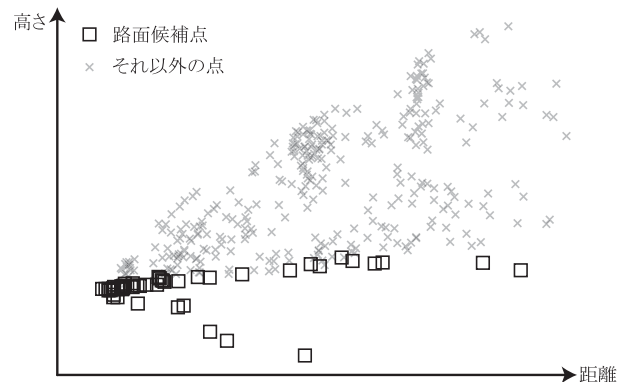 高さ
路面候補点
それ以外の点
距離